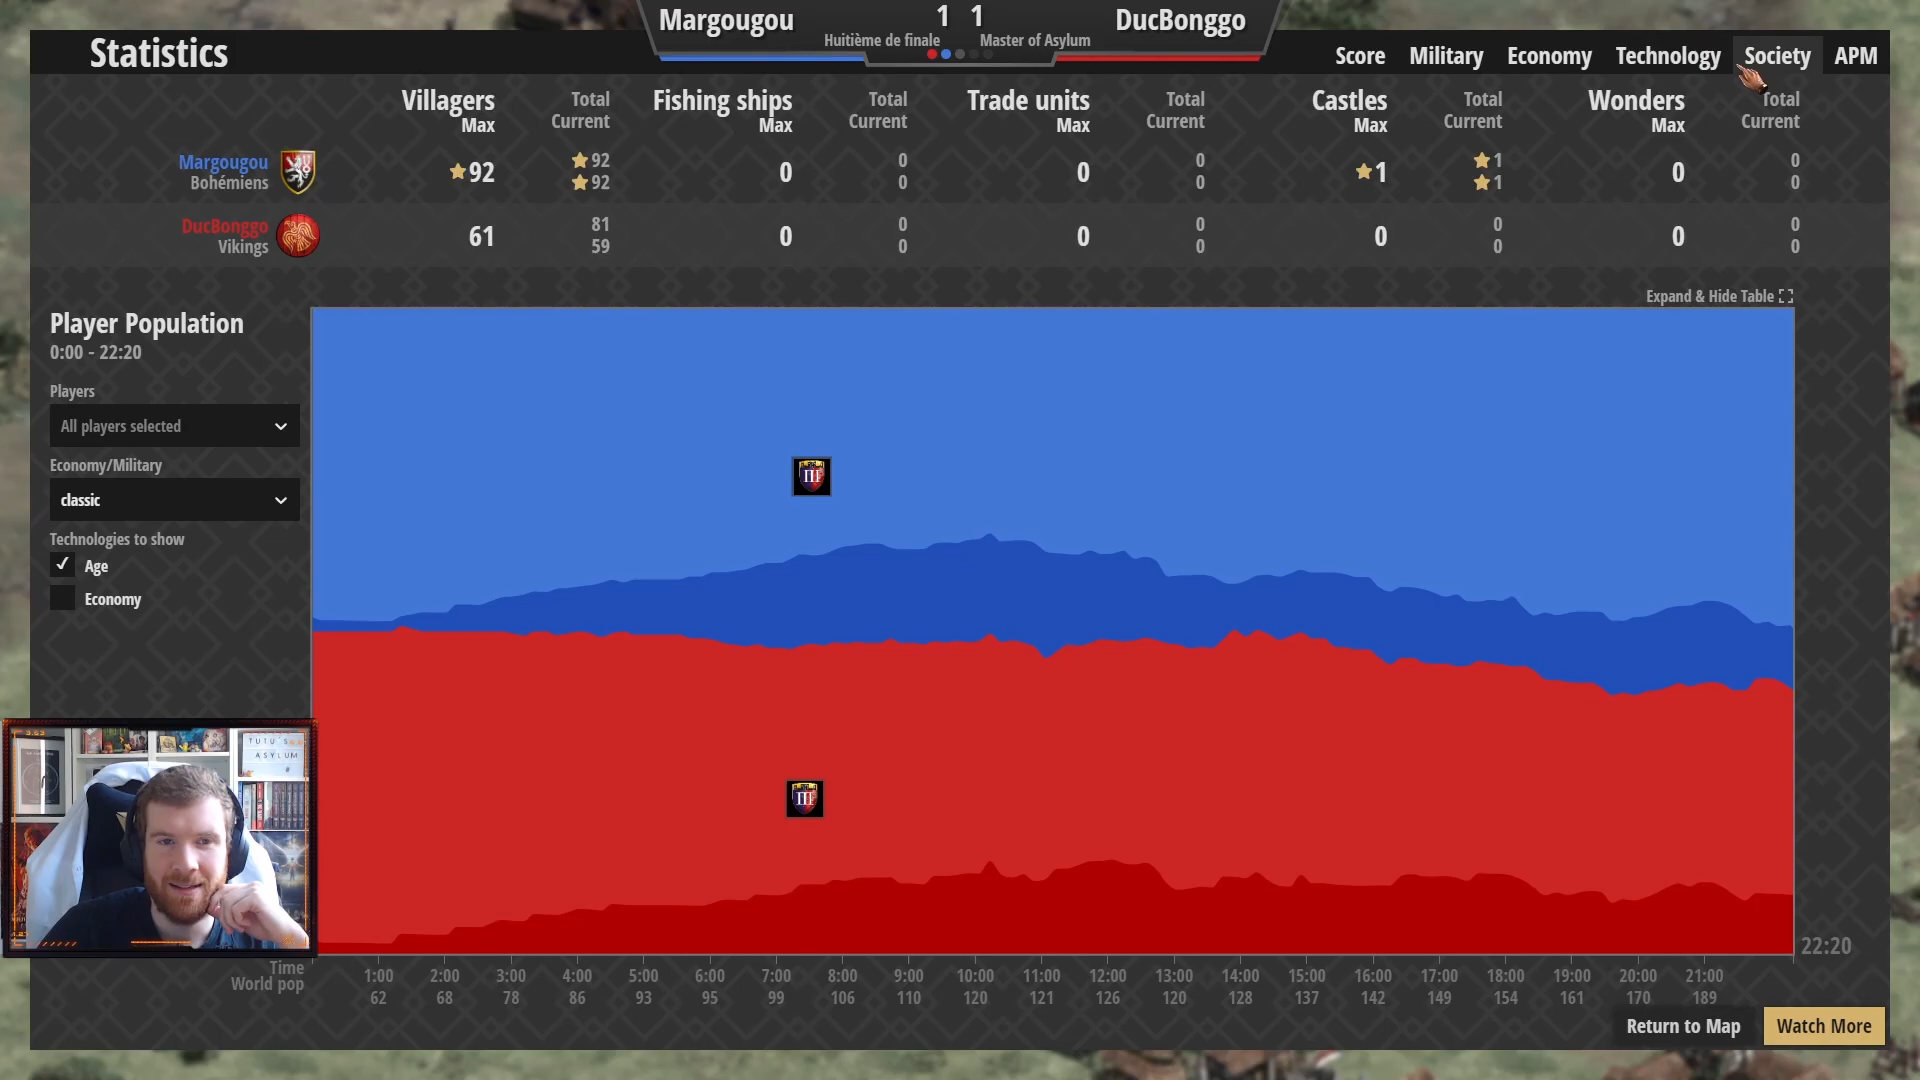 Margougou
1 1
DucBonggo
Huitième de finale
Master of Asylum
Statistics
Score
Military
Economy
Technology
Society
APM
Villagers
Max
Total
Current
Fishing ships
Max
Total
Current
Trade units
Max
Total
Current
Castles
Max
Total
Current
Wonders
Max
Total
Current
Margougou
Bohémiens
92
92
92
0
0
0
0
0
0
1
1
1
0
0
0
DucBonggo
Vikings
61
81
59
0
0
0
0
0
0
0
0
0
0
0
0
Expand & Hide Table
Player Population
0:00 - 22:20
Players
All players selected
Economy/Military
classic
Technologies to show
Age
Economy
III
III
TUTU'S
ASYLUM
22:20
Time
1:00 2:00 3:00 4:00 5:00 6:00 7:00 8:00 9:00 10:00 11:00 12:00 13:00 14:00 15:00 16:00 17:00 18:00 19:00 20:00 21:00
World pop
62 68 78 86 93 95 99 106 110 120 121 126 120 128 137 142 149 154 161 170 189
Return to Map
Watch More